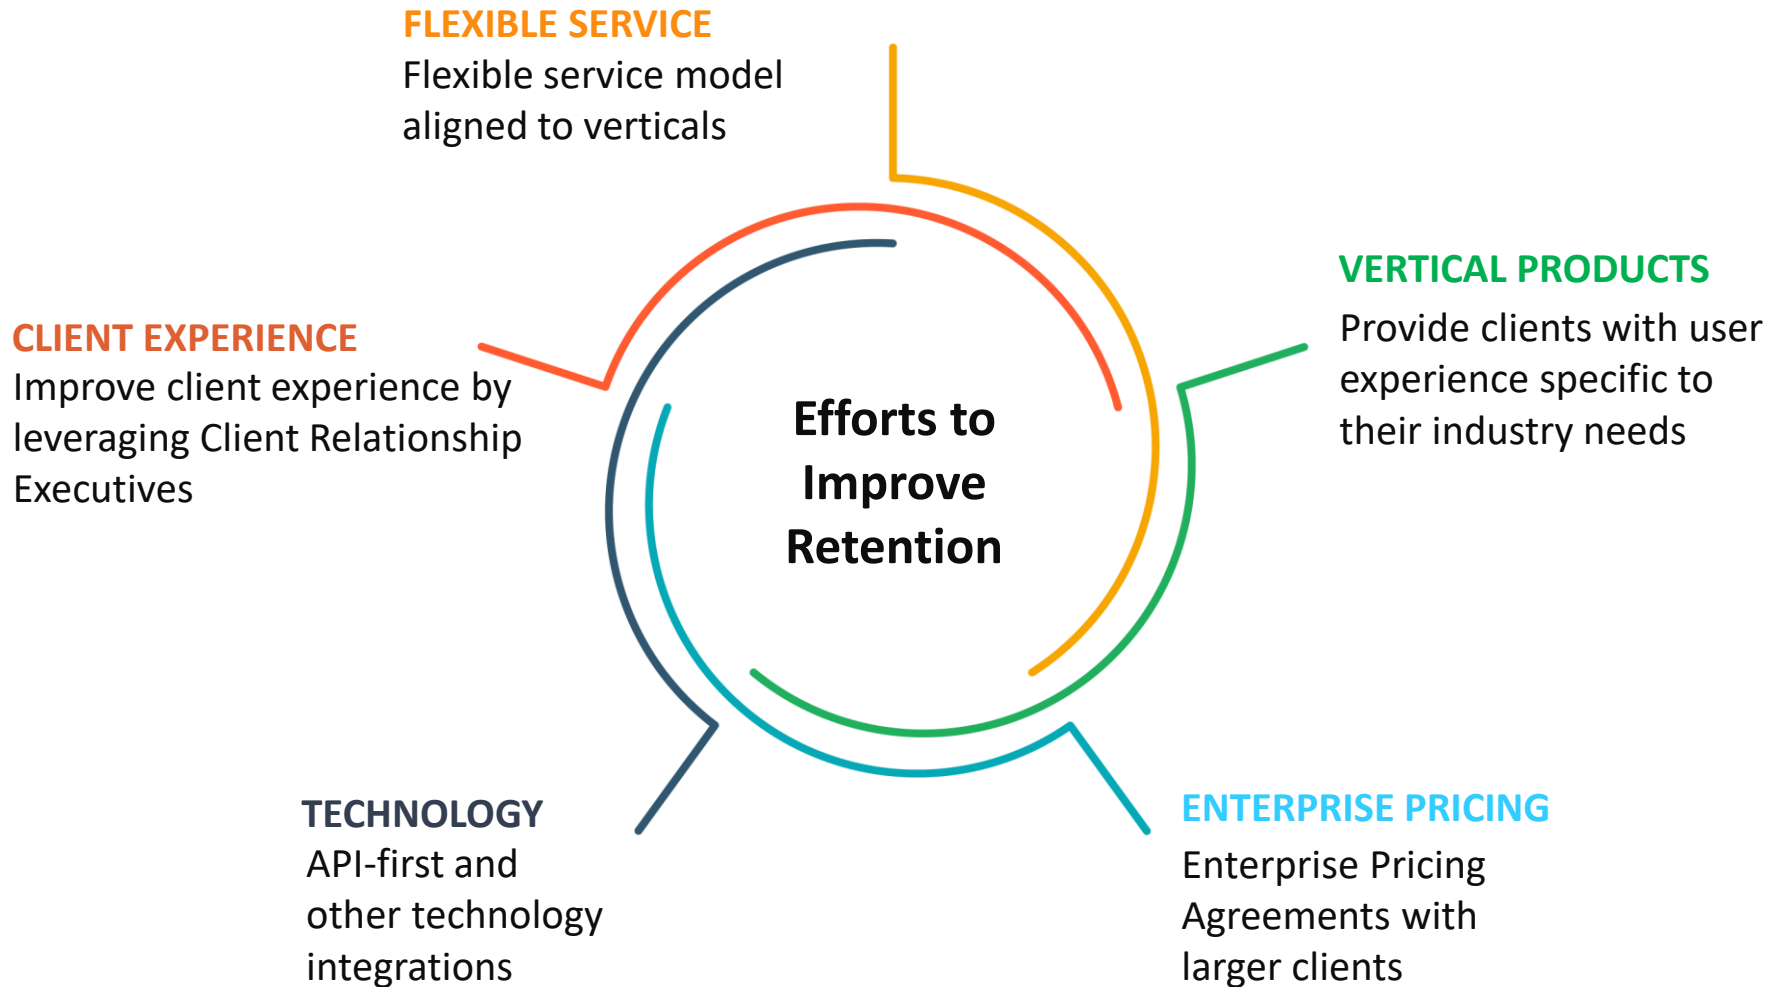 FLEXIBLE SERVICE
Flexible service model
aligned to verticals
VERTICAL PRODUCTS
Provide clients with user
experience specific to
their industry needs
CLIENT EXPERIENCE
Improve client experience by
leveraging Client Relationship
Executives
Efforts to
Improve
Retention
TECHNOLOGY
API-first and
other technology
integrations
ENTERPRISE PRICING
Enterprise Pricing
Agreements with
larger clients